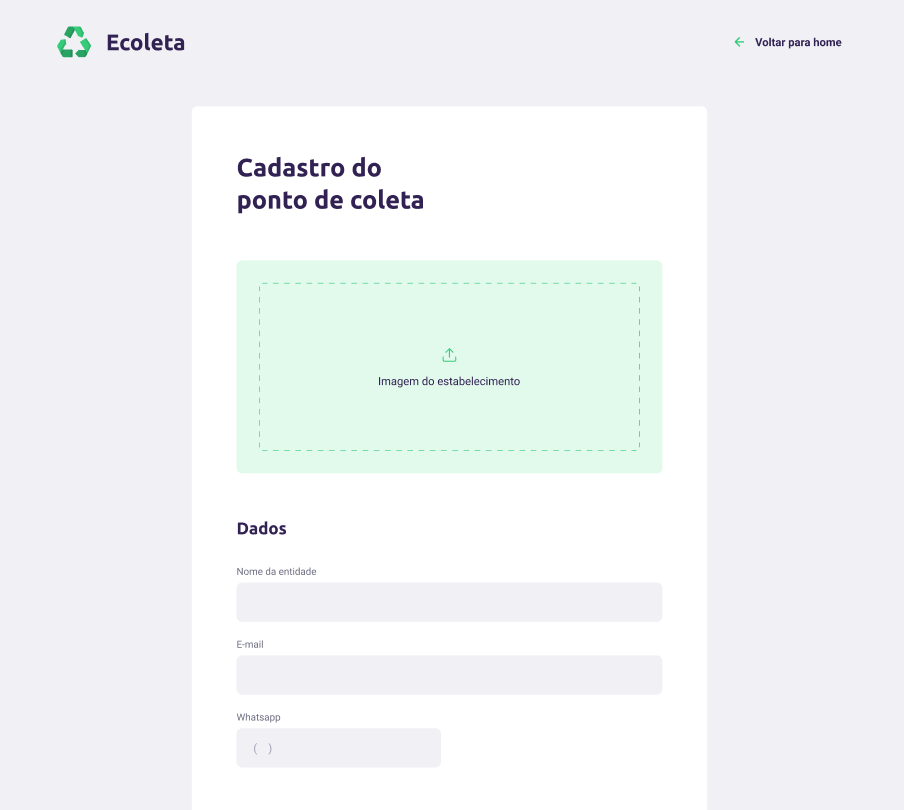 Ecoleta
Voltar para home
Cadastro do
ponto de coleta
Imagem do estabelecimento
Dados
Nome da entidade
E-mail
Whatsapp
( )